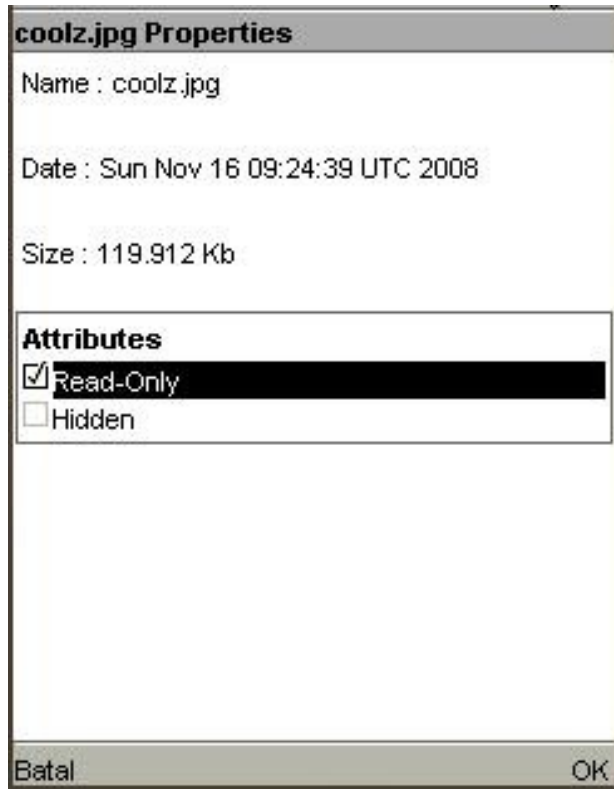 coolz.jpg Properties
Name : coolz.jpg
Date : Sun Nov 16 09:24:39 UTC 2008
Size : 119.912 Kb
Attributes
Read-Only
Hidden
Batal OK